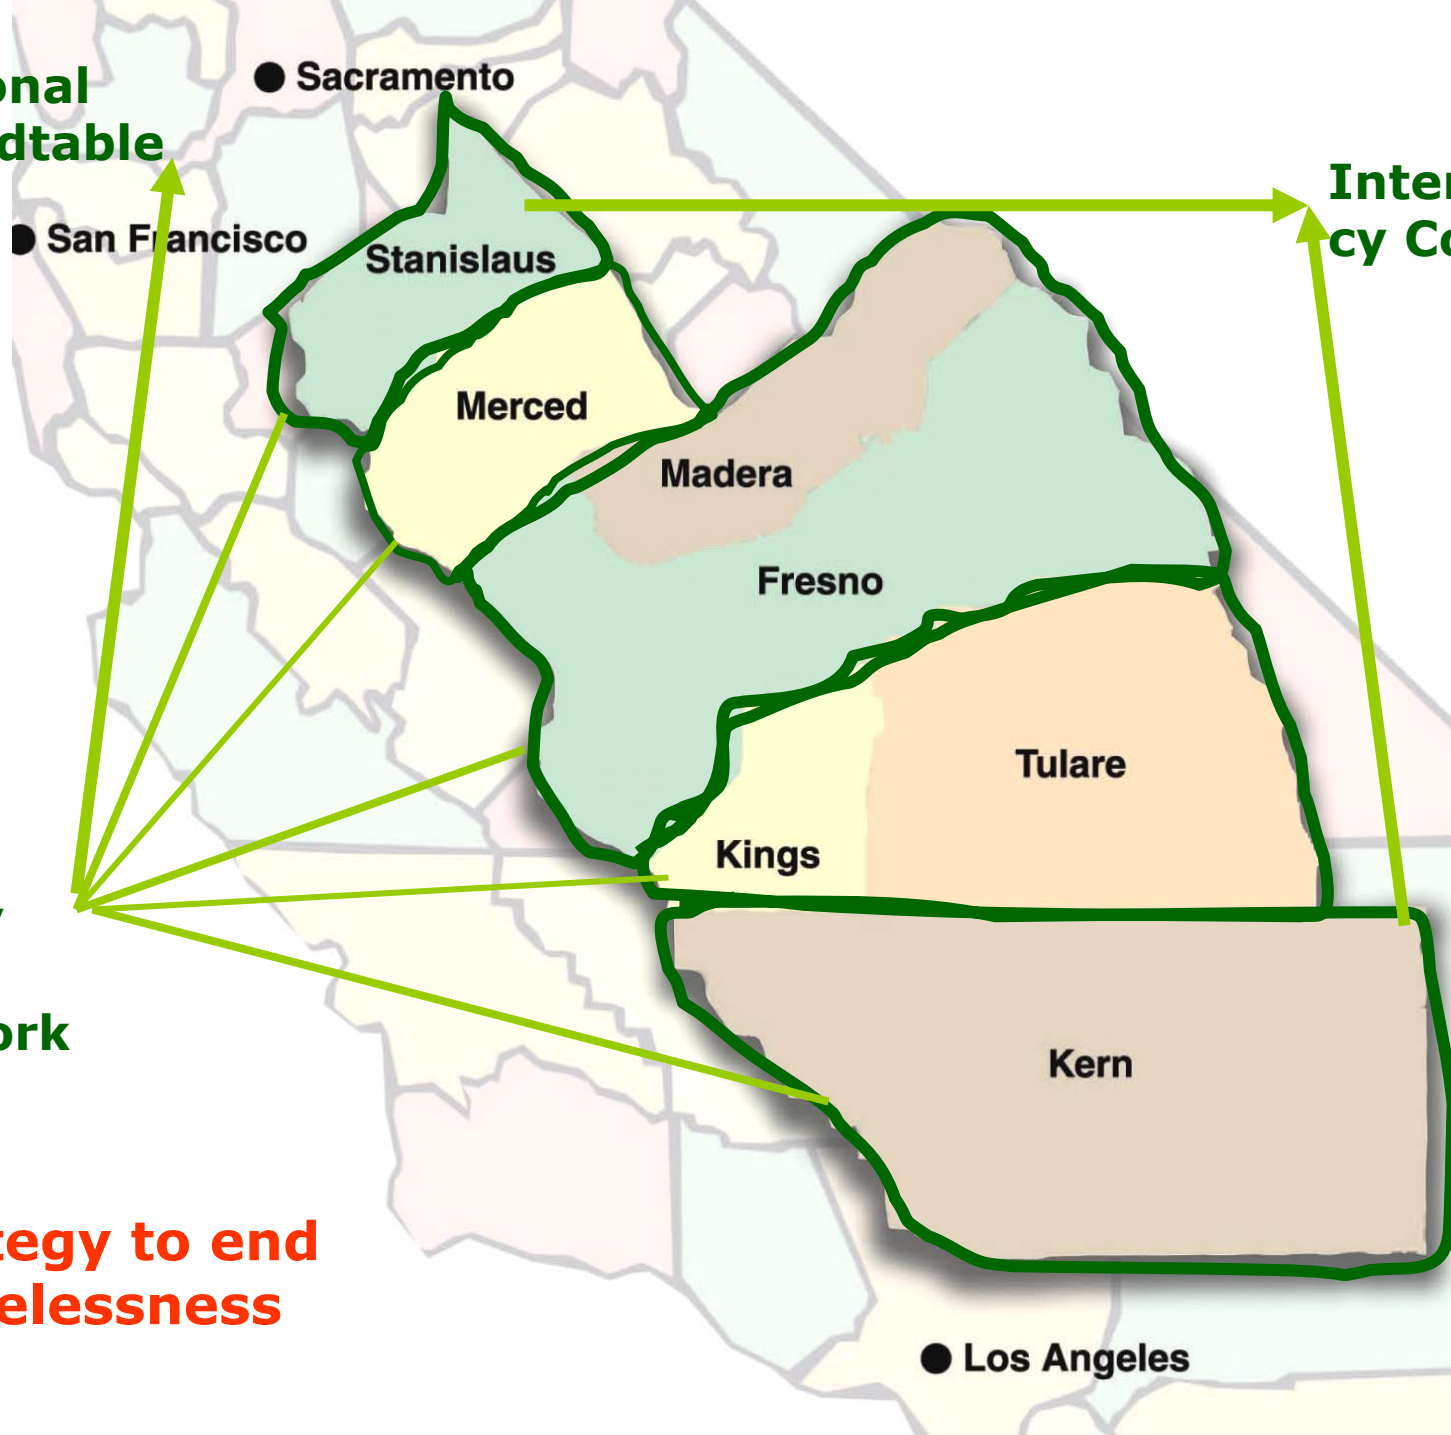 Sacramento
onal
dtable
San Francisco
Inter
cy Co
Stanislaus
Merced
Madera
Fresno
Tulare
Kings
ork
Kern
tegy to end
elessness
Los Angeles